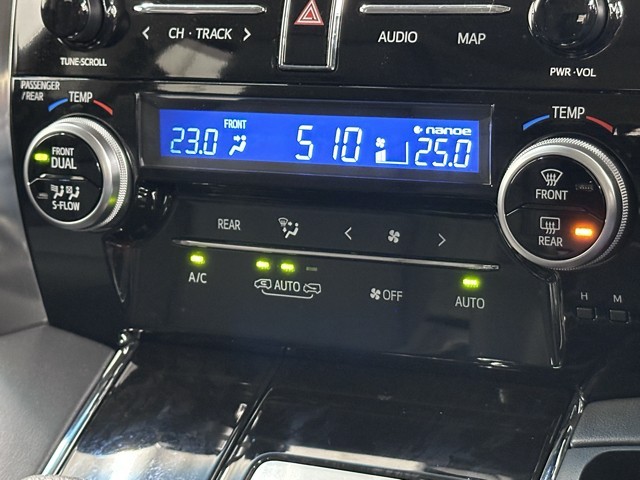 CH · TRACK
TUNE·SCROLL
AUDIO
MAP
PWR·VOL
PASSENGER
/REAR
TEMP
TEMP
FRONT
DUAL
S-FLOW
FRONT
nanoe
23.0
5 10
25.0
FRONT
REAR
REAR
A/C
AUTO
OFF
AUTO
H
M